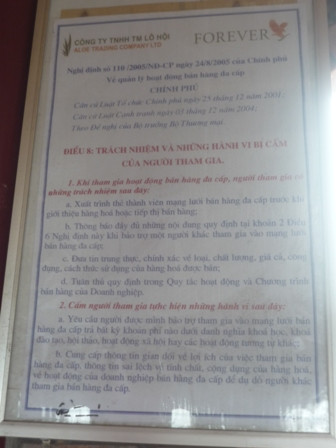 CÔNG TY TNHH TM LÔ HỘI
ALOE TRADING COMPANY LTD
FOREVER
Nghị định số 110 /2005/NĐ-CP ngày 24/8/2005 của Chính phủ
Về quản lý hoạt động bán hàng đa cấp
CHÍNH PHỦ
Căn cứ Luật Tổ chức Chính phủ ngày 25 tháng 12 năm 2001;
Căn cứ Luật Cạnh tranh ngày 03 tháng 12 năm 2004;
Theo Đề nghị của Bộ trưởng Bộ Thương mại
ĐIỀU 8: TRÁCH NHIỆM VÀ NHỮNG HÀNH VI BỊ CẤM
CỦA NGƯỜI THAM GIA.
1. Khi tham gia hoạt động bán hàng đa cấp, người tham gia có
những trách nhiệm sau đây:
a. Xuất trình thẻ thành viên mạng lưới bán hàng đa cấp trước khi
giới thiệu hàng hoá hoặc tiếp thị bán hàng;
b. Thông báo đầy đủ những nội dung quy định tại khoản 2 Điều
6 Nghị định này khi bảo trợ một người khác tham gia vào mạng lưới
bán hàng đa cấp;
c. Đưa tin trung thực, chính xác về loại, chất lượng, giá cả, công
dụng, cách thức sử dụng của hàng hoá được bán;
d. Tuân thủ quy định trong Quy tắc hoạt động và Chương trình
bán hàng của Doanh nghiệp.
2. Cấm người tham gia thực hiện những hành vi sau đây:
a. Yêu cầu người được mình bảo trợ tham gia vào mạng lưới bán
hàng đa cấp trả bất kỳ khoản phí nào dưới danh nghĩa khoá học, khoá
đào tạo, hội thảo, hoạt động xã hội hay các hoạt động tương tự khác;
b. Cung cấp thông tin gian dối về lợi ích của việc tham gia bán
hàng đa cấp, thông tin sai lệch về tính chất, công dụng của hàng hoá,
về hoạt động của doanh nghiệp bán hàng đa cấp để dụ dỗ người khác
tham gia bán hàng đa cấp.